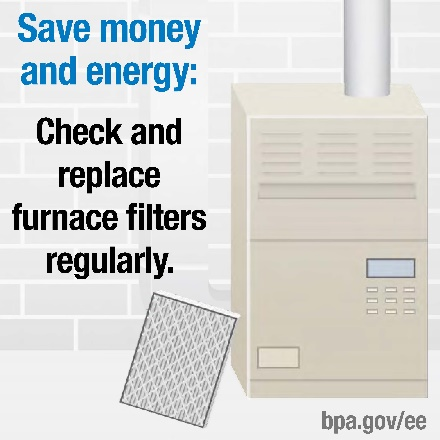 Save money
and energy:
Check and
replace
furnace filters
regularly.
bpa.gov/ee